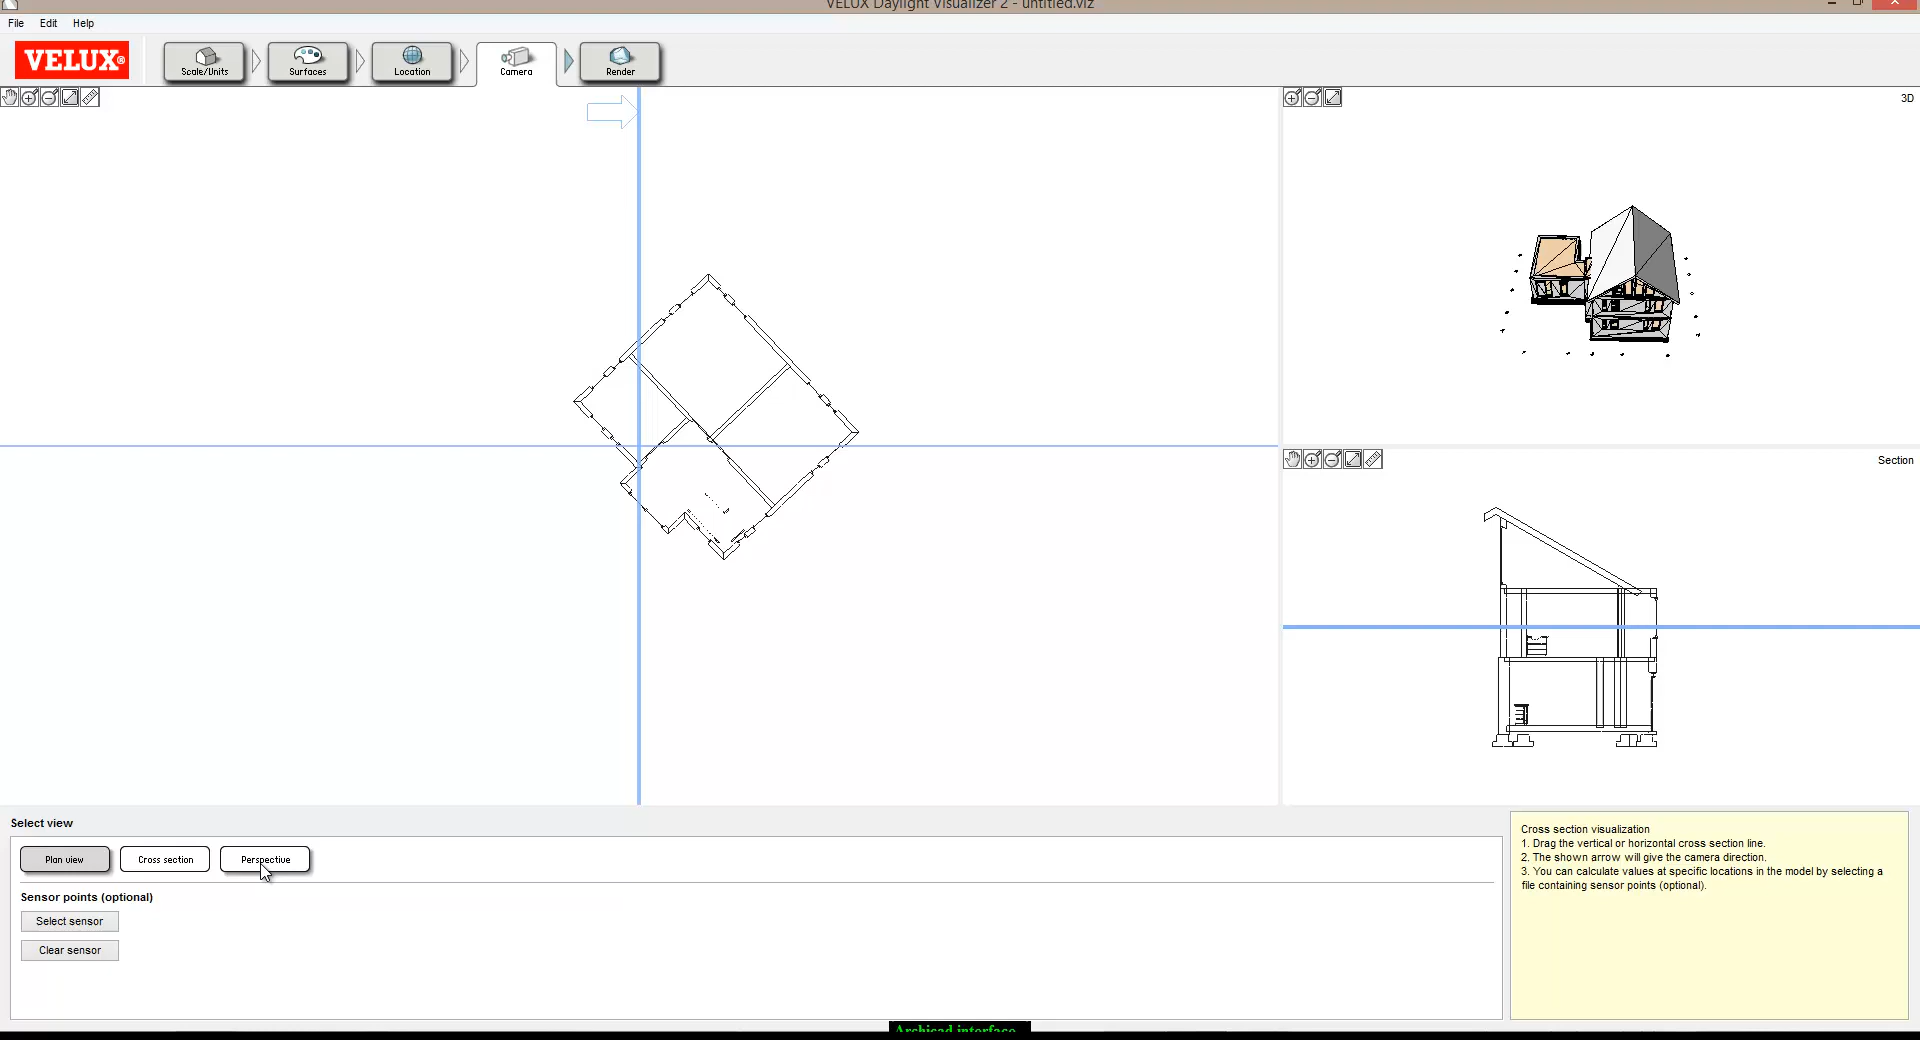 VELUX Daylight Visualizer 2 - untitled.viz
File Edit Help
VELUX®
Scale/Units
Surfaces
Location
Camera
Render
3D
Section
Select view
Plan view
Cross section
Perspective
Sensor points (optional)
Select sensor
Clear sensor
Cross section visualization
1. Drag the vertical or horizontal cross section line.
2. The shown arrow will give the camera direction.
3. You can calculate values at specific locations in the model by selecting a
file containing sensor points (optional).
Archicad interface